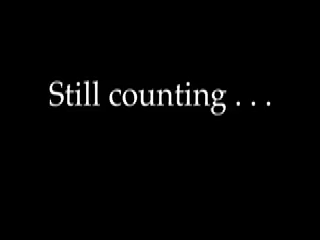 Still counting . . .